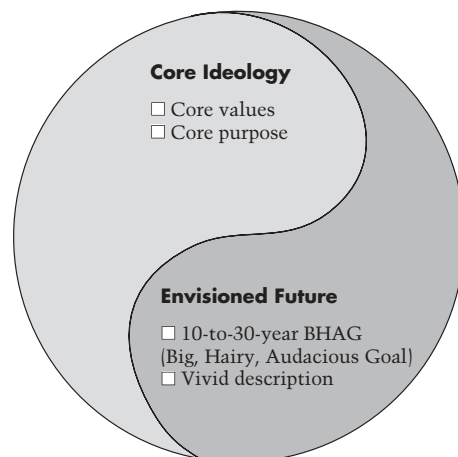 Core Ideology
☐ Core values
☐ Core purpose
Envisioned Future
☐ 10-to-30-year BHAG
(Big, Hairy, Audacious Goal)
☐ Vivid description